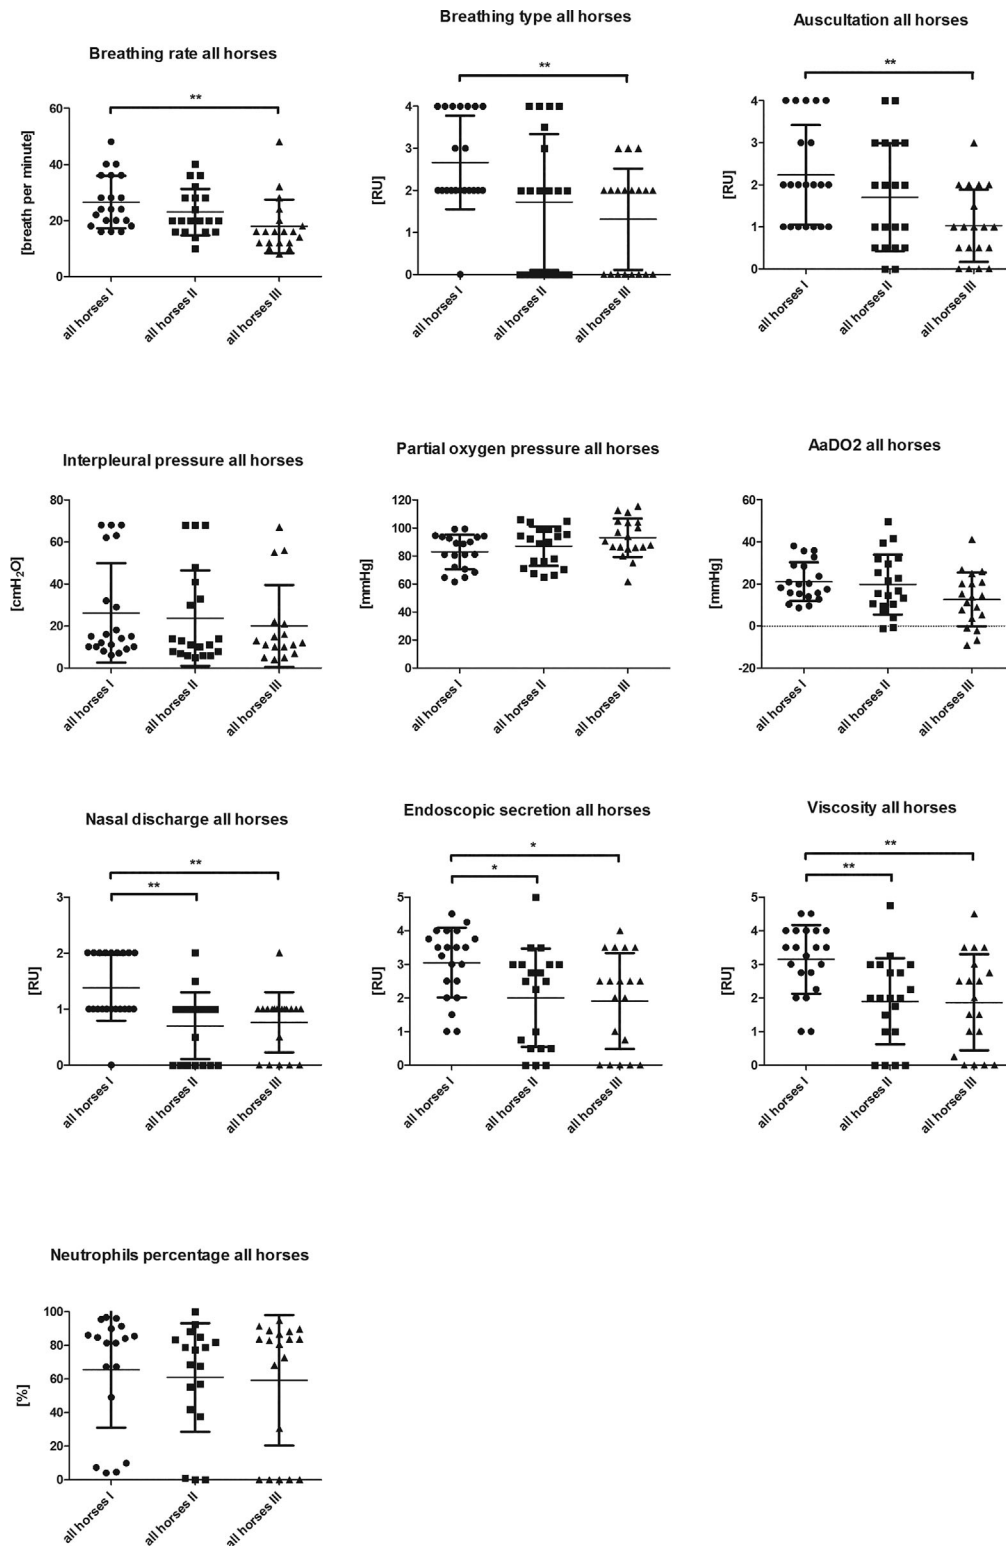 Breathing rate all horses
**
[breath per minute]
60
40
20
0
all horses I
all horses II
all horses III
Breathing type all horses
**
[RU]
4
3
2
1
0
all horses I
all horses II
all horses III
Auscultation all horses
**
[RU]
4
3
2
1
0
all horses I
all horses II
all horses III
Interpleural pressure all horses
[cmH₂O]
80
60
40
20
0
all horses I
all horses II
all horses III
Partial oxygen pressure all horses
[mmHg]
120
100
80
60
40
20
0
all horses I
all horses II
all horses III
AaDO2 all horses
[mmHg]
60
40
20
0
-20
all horses I
all horses II
all horses III
Nasal discharge all horses
**
**
[RU]
3
2
1
0
all horses I
all horses II
all horses III
Endoscopic secretion all horses
*
*
[RU]
5
4
3
2
1
0
all horses I
all horses II
all horses III
Viscosity all horses
**
**
[RU]
5
4
3
2
1
0
all horses I
all horses II
all horses III
Neutrophils percentage all horses
[%]
100
80
60
40
20
0
all horses I
all horses II
all horses III